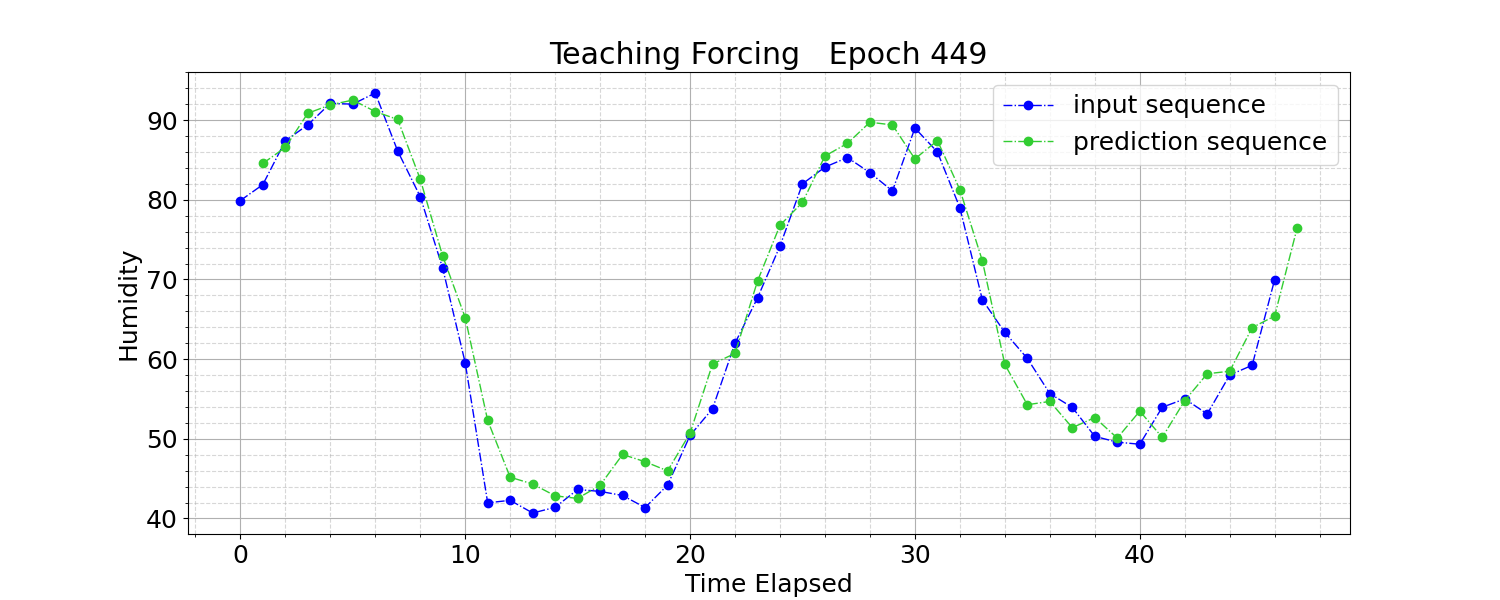 Teaching Forcing   Epoch 449
input sequence
prediction sequence
Humidity
90
80
70
60
50
40
0 10 20 30 40
Time Elapsed